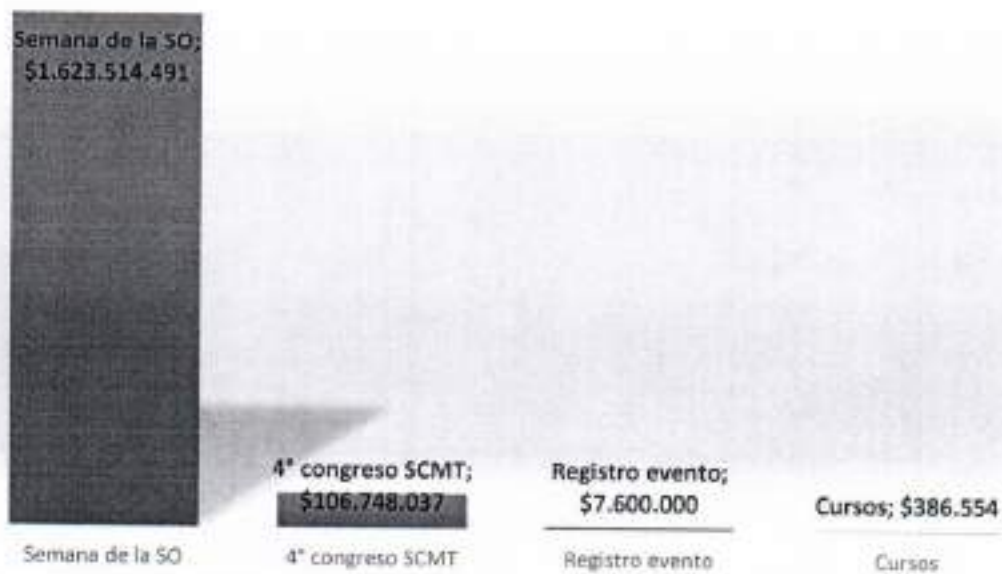 Semana de la SO;
$1.623.514.491
4° congreso SCMT;
$106.748.037
Registro evento;
$7.600.000
Cursos; $386.554
Semana de la SO
4° congreso SCMT
Registro evento
Cursos